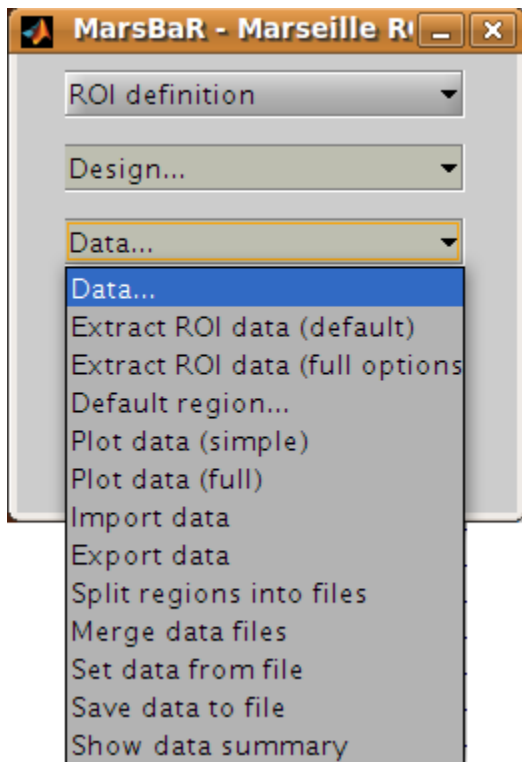 MarsBaR - Marseille R
ROI definition
Design...
Data...
Data...
Extract ROI data (default)
Extract ROI data (full options
Default region...
Plot data (simple)
Plot data (full)
Import data
Export data
Split regions into files
Merge data files
Set data from file
Save data to file
Show data summary